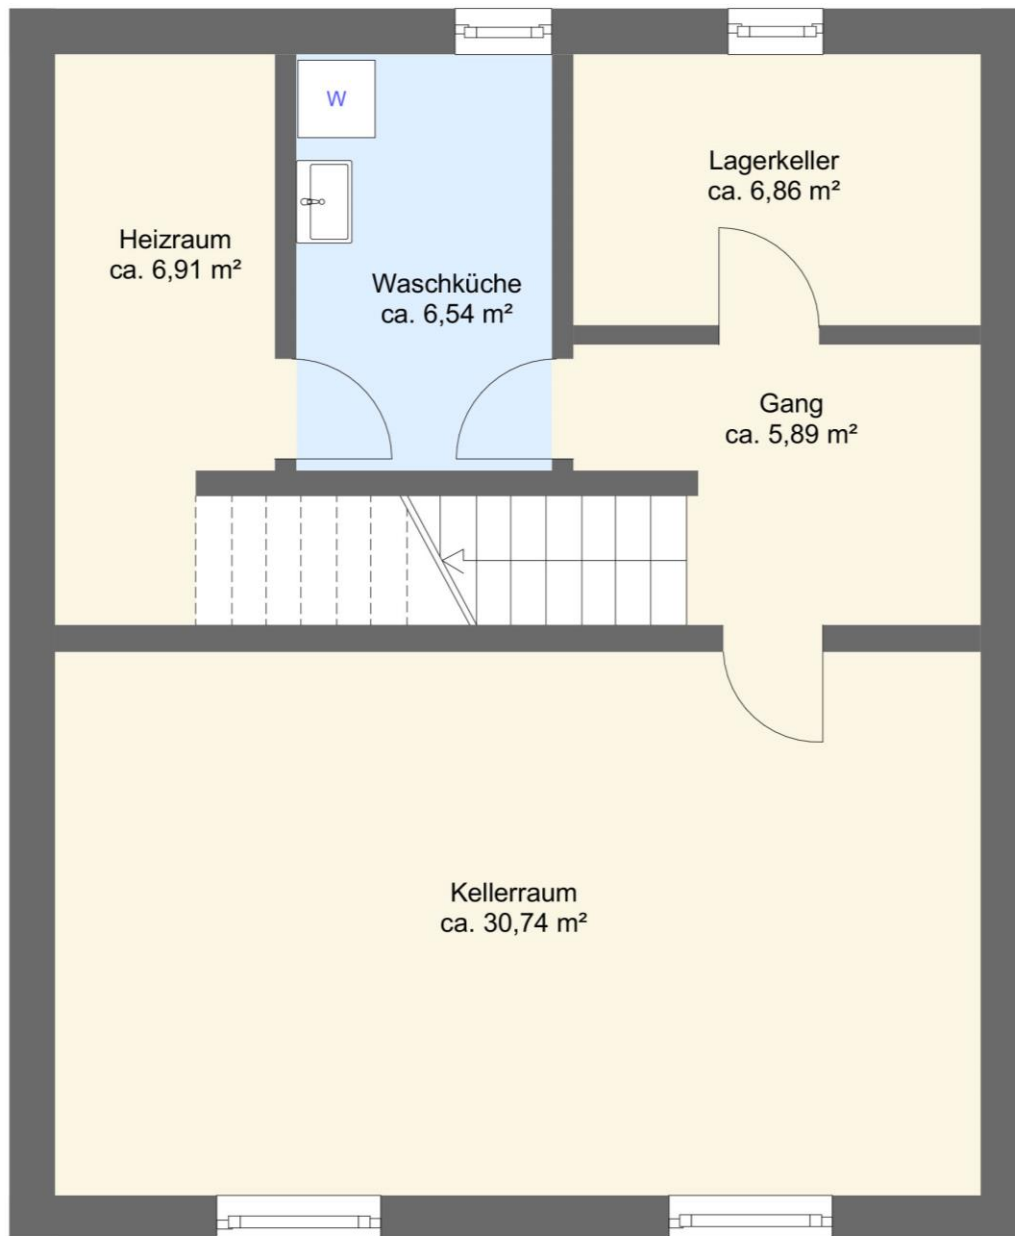 W
Lagerkeller
ca. 6,86 m²
Heizraum
ca. 6,91 m²
Waschküche
ca. 6,54 m²
Gang
ca. 5,89 m²
Kellerraum
ca. 30,74 m²